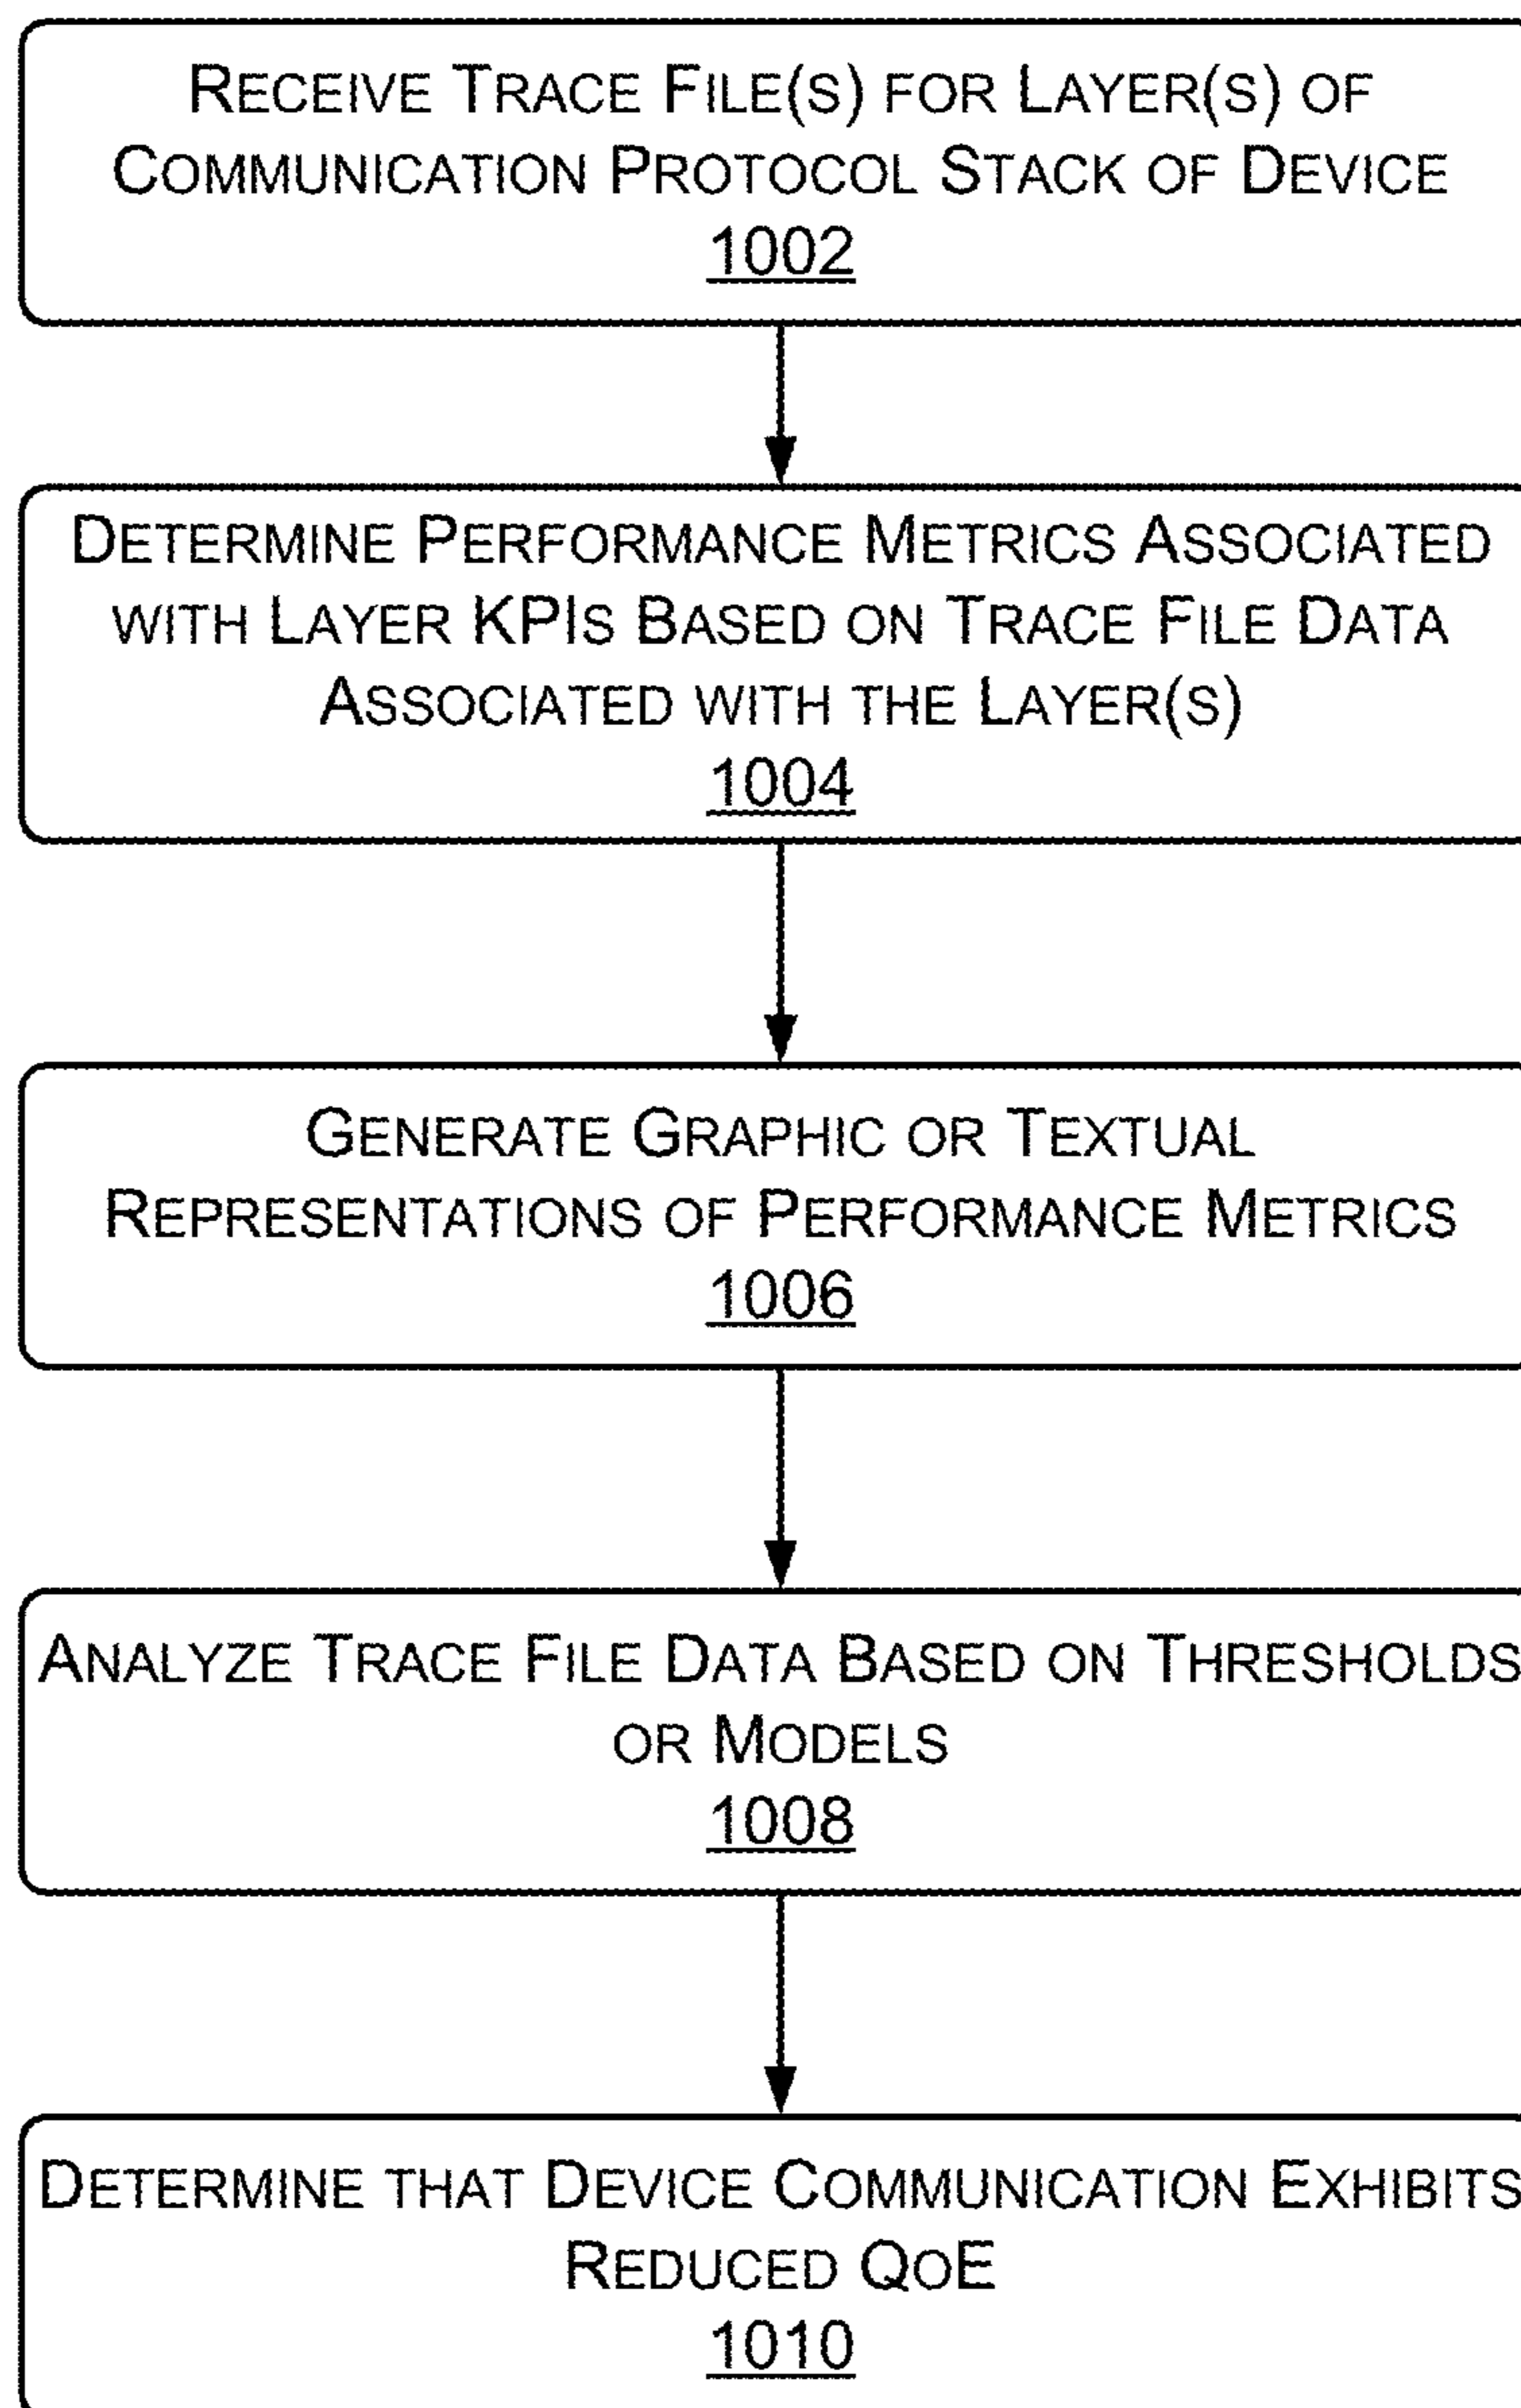 RECEIVE TRACE FILE(S) FOR LAYER(S) OF
COMMUNICATION PROTOCOL STACK OF DEVICE
1002
DETERMINE PERFORMANCE METRICS ASSOCIATED
WITH LAYER KPIS BASED ON TRACE FILE DATA
ASSOCIATED WITH THE LAYER(S)
1004
GENERATE GRAPHIC OR TEXTUAL
REPRESENTATIONS OF PERFORMANCE METRICS
1006
ANALYZE TRACE FILE DATA BASED ON THRESHOLDS
OR MODELS
1008
DETERMINE THAT DEVICE COMMUNICATION EXHIBITS
REDUCED QOE
1010